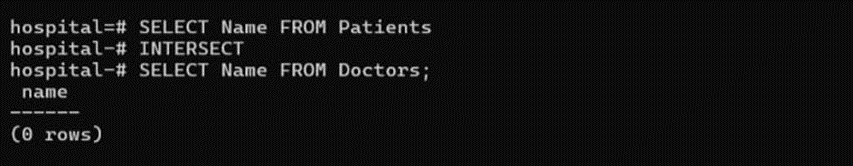 hospital=# SELECT Name FROM Patients
hospital-# INTERSECT
hospital-# SELECT Name FROM Doctors;
 name
------
(0 rows)